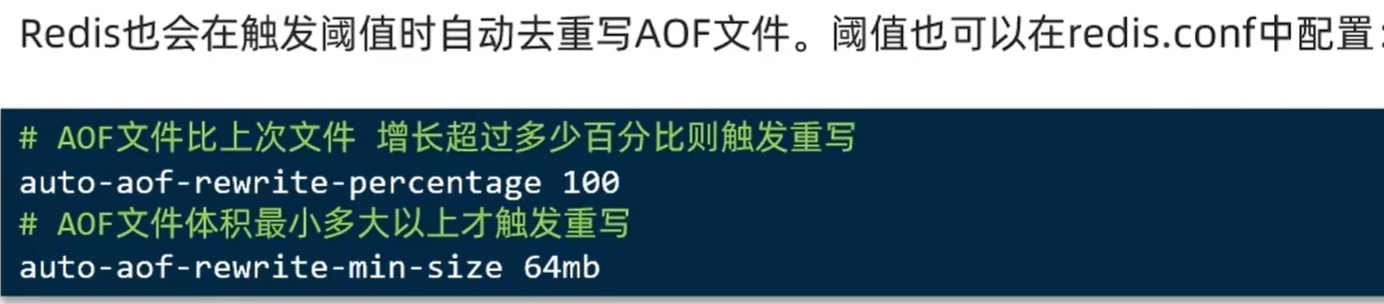 Redis也会在触发阈值时自动去重写AOF文件。阈值也可以在redis.conf中配置：
# AOF文件比上次文件 增长超过多少百分比则触发重写
auto-aof-rewrite-percentage 100
# AOF文件体积最小多大以上才触发重写
auto-aof-rewrite-min-size 64mb